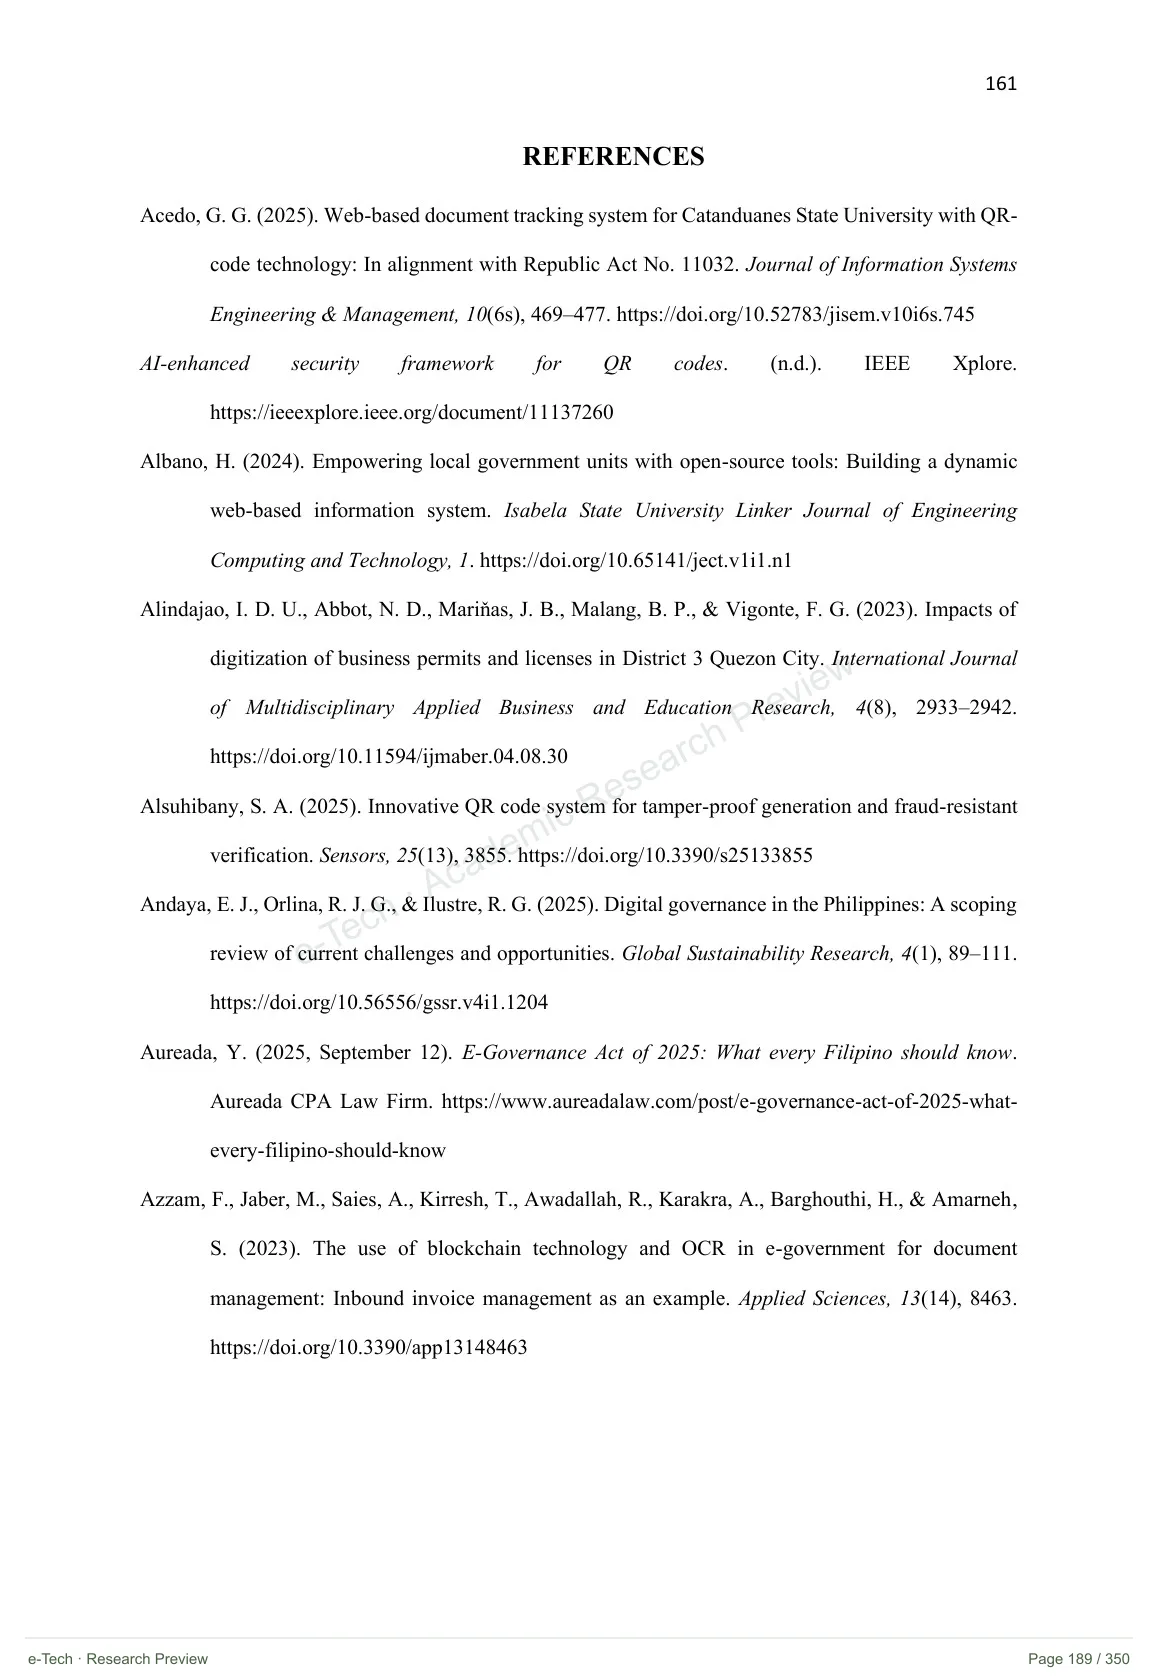 161
REFERENCES
Acedo, G. G. (2025). Web-based document tracking system for Catanduanes State University with QR-
code technology: In alignment with Republic Act No. 11032. Journal of Information Systems
Engineering & Management, 10(6s), 469–477. https://doi.org/10.52783/jisem.v10i6s.745
AI-enhanced security framework for QR codes. (n.d.). IEEE Xplore.
https://ieeexplore.ieee.org/document/11137260
Albano, H. (2024). Empowering local government units with open-source tools: Building a dynamic
web-based information system. Isabela State University Linker Journal of Engineering
Computing and Technology, 1. https://doi.org/10.65141/ject.v1i1.n1
Alindajao, I. D. U., Abbot, N. D., Mariňas, J. B., Malang, B. P., & Vigonte, F. G. (2023). Impacts of
digitization of business permits and licenses in District 3 Quezon City. International Journal
of Multidisciplinary Applied Business and Education Research, 4(8), 2933–2942.
https://doi.org/10.11594/ijmaber.04.08.30
Alsuhibany, S. A. (2025). Innovative QR code system for tamper-proof generation and fraud-resistant
verification. Sensors, 25(13), 3855. https://doi.org/10.3390/s25133855
Andaya, E. J., Orlina, R. J. G., & Ilustre, R. G. (2025). Digital governance in the Philippines: A scoping
review of current challenges and opportunities. Global Sustainability Research, 4(1), 89–111.
https://doi.org/10.56556/gssr.v4i1.1204
Aureada, Y. (2025, September 12). E-Governance Act of 2025: What every Filipino should know.
Aureada CPA Law Firm. https://www.aureadalaw.com/post/e-governance-act-of-2025-what-
every-filipino-should-know
Azzam, F., Jaber, M., Saies, A., Kirresh, T., Awadallah, R., Karakra, A., Barghouthi, H., & Amarneh,
S. (2023). The use of blockchain technology and OCR in e-government for document
management: Inbound invoice management as an example. Applied Sciences, 13(14), 8463.
https://doi.org/10.3390/app13148463
e-Tech · Academic Research Preview
e-Tech · Research Preview
Page 189 / 350